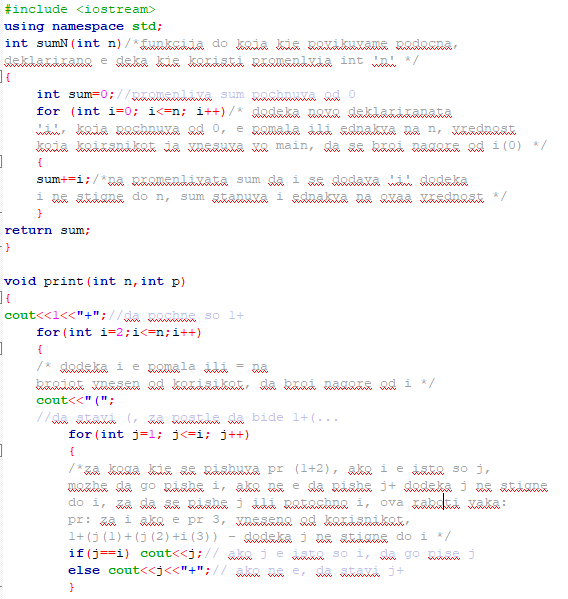 #include <iostream>
using namespace std;
int sumN(int n)/*funkcija do koja kje povikuvame podocna,
deklarirano e deka kje koristi promenlvia int 'n' */
{
int sum=0;//promenliva sum pochnuva od 0
for (int i=0; i<=n; i++)/* dodeka novo deklariranata
'i', koja pochnuva od 0, e pomala ili ednakva na n, vrednost
koja koirsnikot ja vnesuva vo main, da se broi nagore od i(0) */
{
sum+=i;/*na promenlivata sum da i se dodava 'i' dodeka
i ne stigne do n, sum stanuva i ednakva na ovaa vrednost */
}
return sum;
}
void print(int n,int p)
{
cout<<1<<"+";//da pochne so 1+
for(int i=2;i<=n;i++)
{
/* dodeka i e pomala ili = na
brojot vnesen od korisikot, da broi nagore od i */
cout<<"(";
//da stavi (, za postle da bide 1+(...
for(int j=1; j<=i; j++)
{
/*za koga kje se pishuva pr (1+2), ako i e isto so j,
mozhe da go pishe i, ako ne e da pishe j+ dodeka j ne stigne
do i, za da se pishe j ili potochno i, ova raboti vaka:
pr: za i ako e pr 3, vneseno od korisnikot,
1+(j(1)+(j(2)+i(3)) - dodeka j ne stigne do i */
if(j==i) cout<<j;// ako j e isto so i, da go pise j
else cout<<j<<"+";// ako ne e, da stavi j+
}